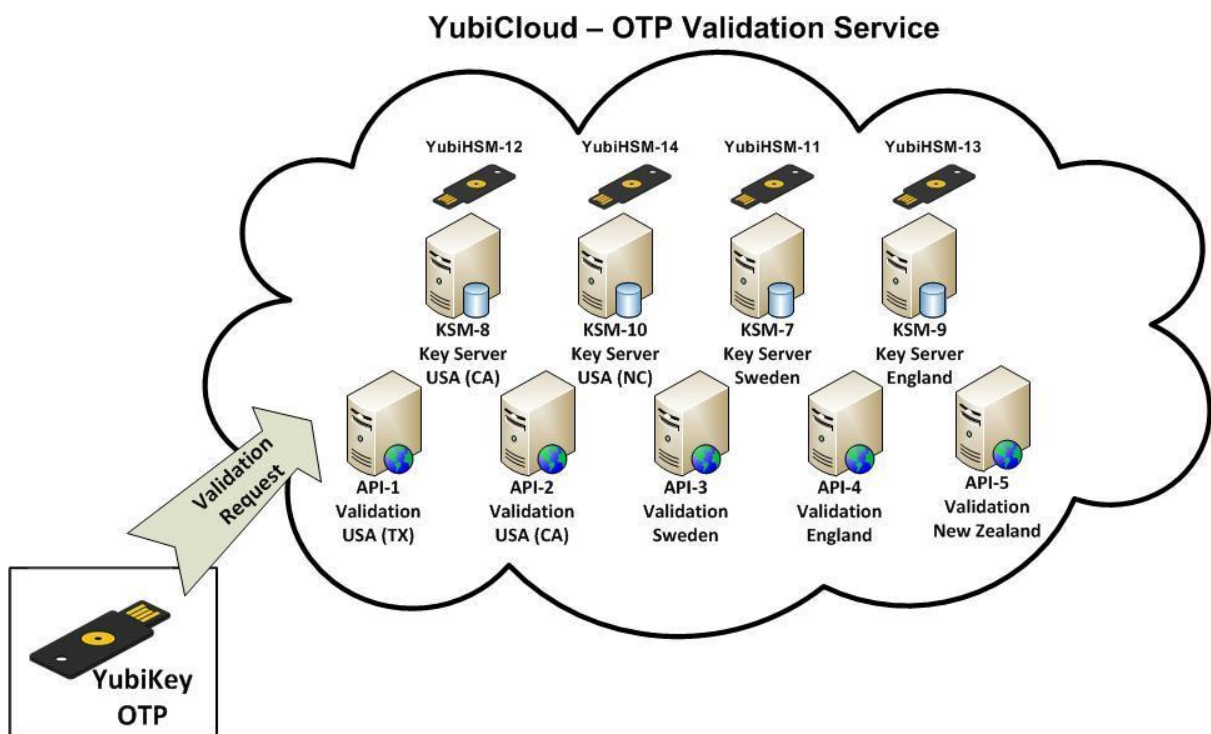 YubiCloud – OTP Validation Service
YubiHSM-12
YubiHSM-14
YubiHSM-11
YubiHSM-13
KSM-8
Key Server
USA (CA)
KSM-10
Key Server
USA (NC)
KSM-7
Key Server
Sweden
KSM-9
Key Server
England
API-1
Validation
USA (TX)
API-2
Validation
USA (CA)
API-3
Validation
Sweden
API-4
Validation
England
API-5
Validation
New Zealand
Validation
Request
YubiKey
OTP